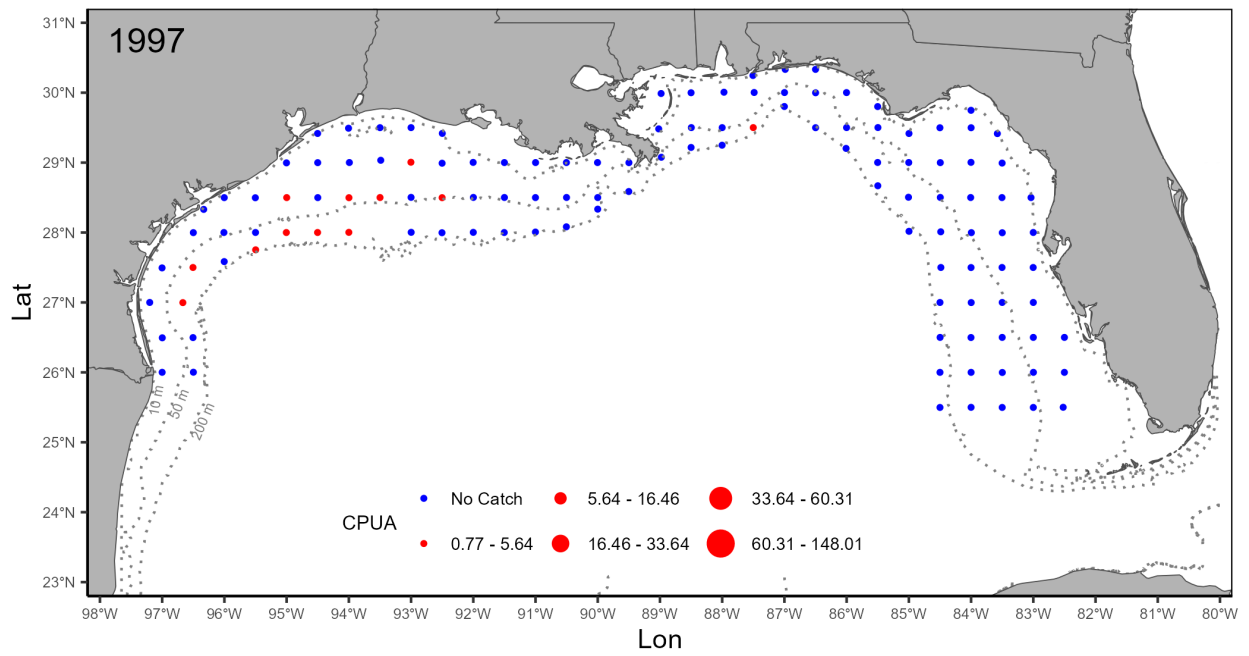 1997
31°N
30°N
29°N
28°N
27°N
26°N
25°N
24°N
23°N
Lat
10 m
50 m
200 m
CPUA
No Catch
5.64 - 16.46
33.64 - 60.31
0.77 - 5.64
16.46 - 33.64
60.31 - 148.01
98°W 97°W 96°W 95°W 94°W 93°W 92°W 91°W 90°W 89°W 88°W 87°W 86°W 85°W 84°W 83°W 82°W 81°W 80°W
Lon